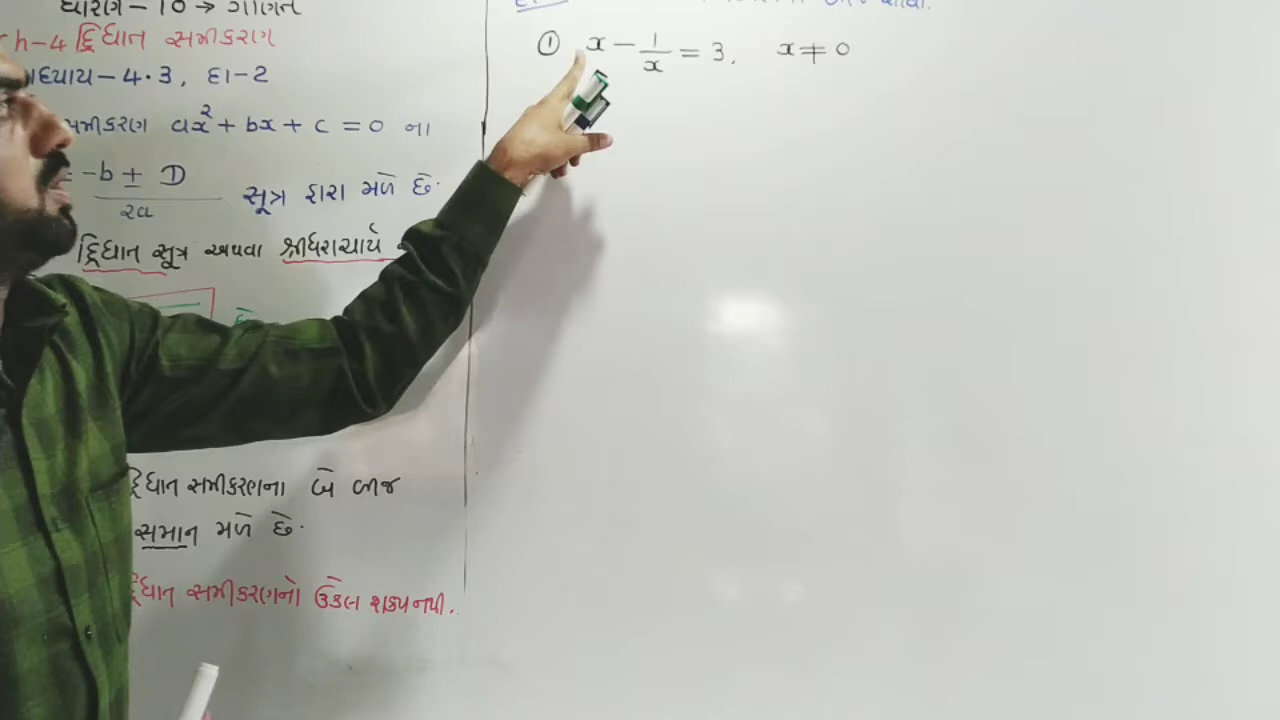 ધોરણ - 10 → ગણિત
h-4 દ્વિઘાત સમીકરણ
ધ્યાય - 4.3, દા-2
સમીકરણ ax² + bx + c = 0 ના
= -b ± D / 2a સૂત્ર દ્વારા મળે છે.
દ્વિઘાત સૂત્ર અથવા શ્રીધરાચાર્ય
છે
દ્વિઘાત સમીકરણના બે બીજ
સમાન મળે છે.
દ્વિઘાત સમીકરણનો ઉકેલ શક્ય નથી.
① x - 1/x = 3, x ≠ 0